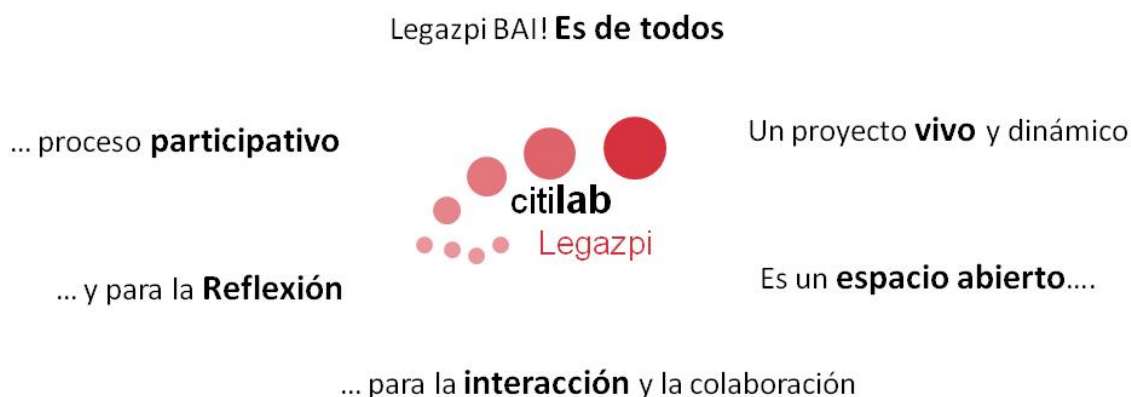 Legazpi BAI! Es de todos
... proceso participativo
Un proyecto vivo y dinámico
citilab
Legazpi
... y para la Reflexión
Es un espacio abierto....
... para la interacción y la colaboración